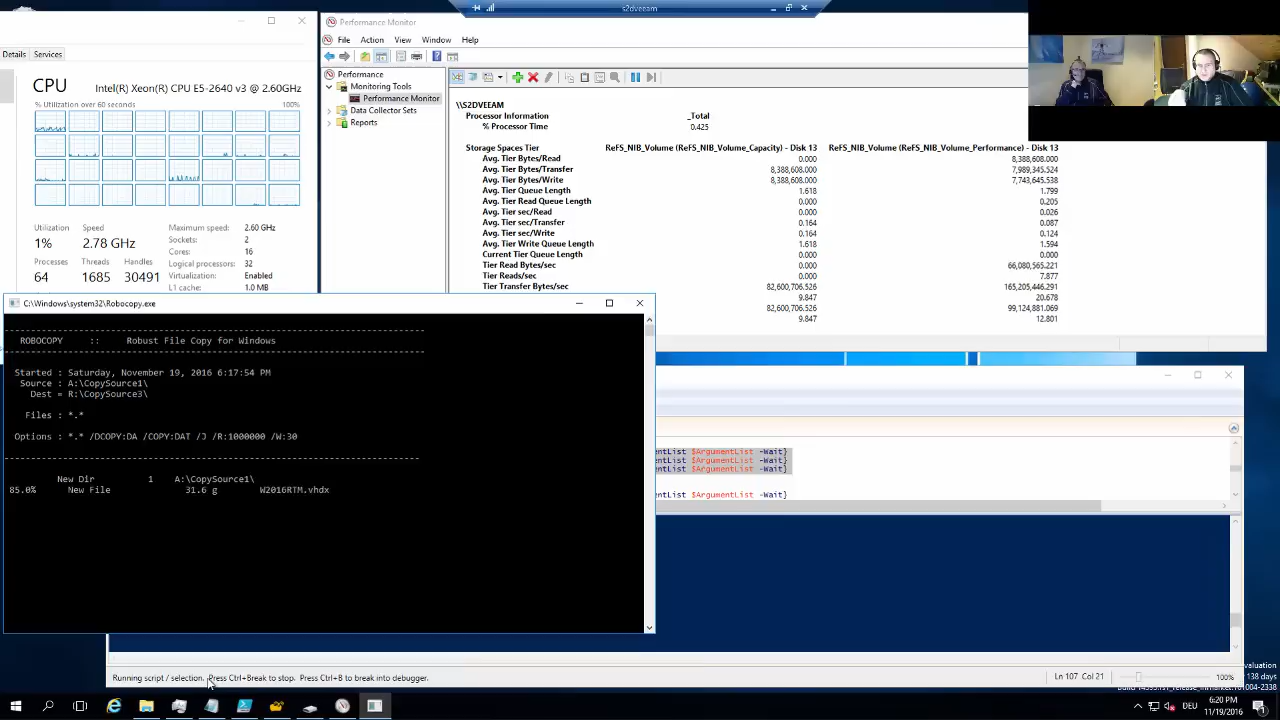 s2dveeam
Performance Monitor
File Action View Window Help
Details Services
CPU
Intel(R) Xeon(R) CPU E5-2640 v3 @ 2.60GHz
% Utilization over 60 seconds 100%
Utilization Speed
1% 2.78 GHz
Processes Threads Handles
64 1685 30491
Maximum speed: 2.60 GHz
Sockets: 2
Cores: 16
Logical processors: 32
Virtualization: Enabled
L1 cache: 1.0 MB
Performance
Monitoring Tools
Performance Monitor
Data Collector Sets
Reports
\\S2DVEEAM
Processor Information _Total
% Processor Time 0.425
Storage Spaces Tier ReFS_NIB_Volume (ReFS_NIB_Volume_Capacity) - Disk 13 ReFS_NIB_Volume (ReFS_NIB_Volume_Performance) - Disk 13
Avg. Tier Bytes/Read 0.000 8,388,608.000
Avg. Tier Bytes/Transfer 8,388,608.000 7,989,345.524
Avg. Tier Bytes/Write 8,388,608.000 7,743,645.538
Avg. Tier Queue Length 1.618 1.799
Avg. Tier Read Queue Length 0.000 0.205
Avg. Tier sec/Read 0.000 0.026
Avg. Tier sec/Transfer 0.164 0.087
Avg. Tier sec/Write 0.164 0.124
Avg. Tier Write Queue Length 1.618 1.594
Current Tier Queue Length 0.000 0.000
Tier Read Bytes/sec 0.000 66,080,565.221
Tier Reads/sec 0.000 7.877
Tier Transfer Bytes/sec 82,600,706.526 165,205,446.291
9.847 20.678
82,600,706.526 99,124,881.069
9.847 12.801
C:\Windows\system32\Robocopy.exe
-------------------------------------------------------------------------------
ROBOCOPY :: Robust File Copy for Windows
-------------------------------------------------------------------------------
Started : Saturday, November 19, 2016 6:17:54 PM
Source : A:\CopySource1\
Dest = R:\CopySource3\
Files : *.*
Options : *.* /DCOPY:DA /COPY:DAT /J /R:1000000 /W:30
------------------------------------------------------------------------------
New Dir 1 A:\CopySource1\
85.0% New File 31.6 g W2016RTM.vhdx
entList $ArgumentList -Wait}
entList $ArgumentList -Wait}
entList $ArgumentList -Wait}
entList $ArgumentList -Wait}
Running script / selection. Press Ctrl+Break to stop. Press Ctrl+B to break into debugger.
Ln 107 Col 21 100%
138 days
DEU
6:20 PM
11/19/2016